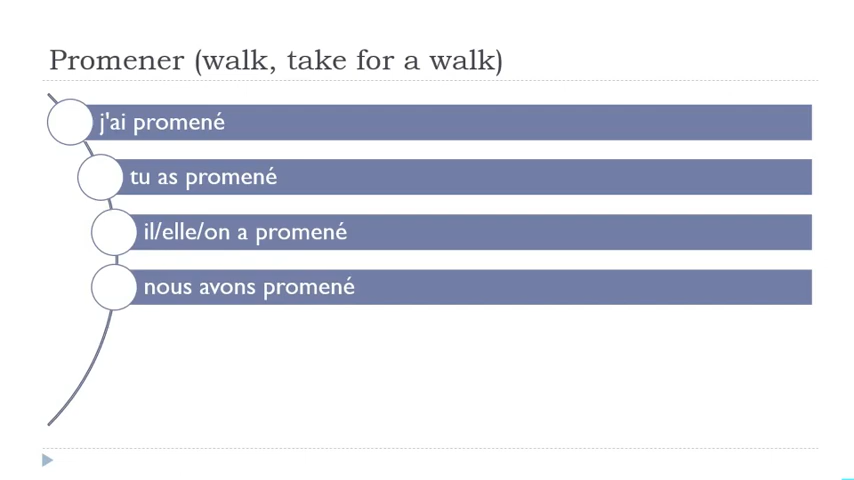 Promener (walk, take for a walk)
j'ai promené
tu as promené
il/elle/on a promené
nous avons promené